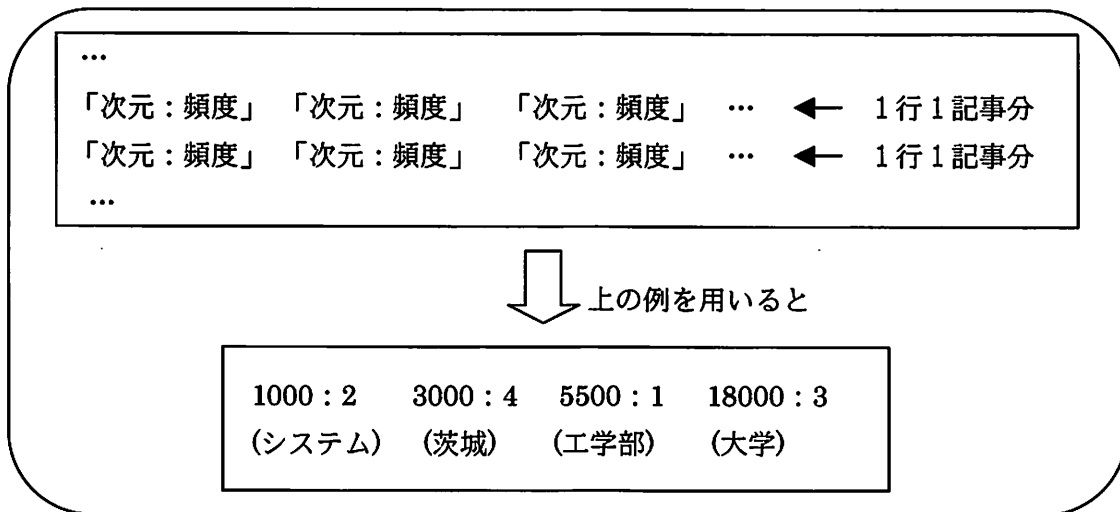 …
「次元：頻度」 「次元：頻度」 「次元：頻度」 … ← 1行1記事分
「次元：頻度」 「次元：頻度」 「次元：頻度」 … ← 1行1記事分
…
上の例を用いると
1000：2 3000：4 5500：1 18000：3
(システム) (茨城) (工学部) (大学)